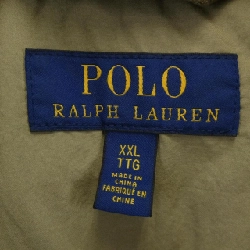 POLO
RALPH LAUREN
XXL
TTG
MADE IN
CHINA
FABRIQUÉ EN
CHINE